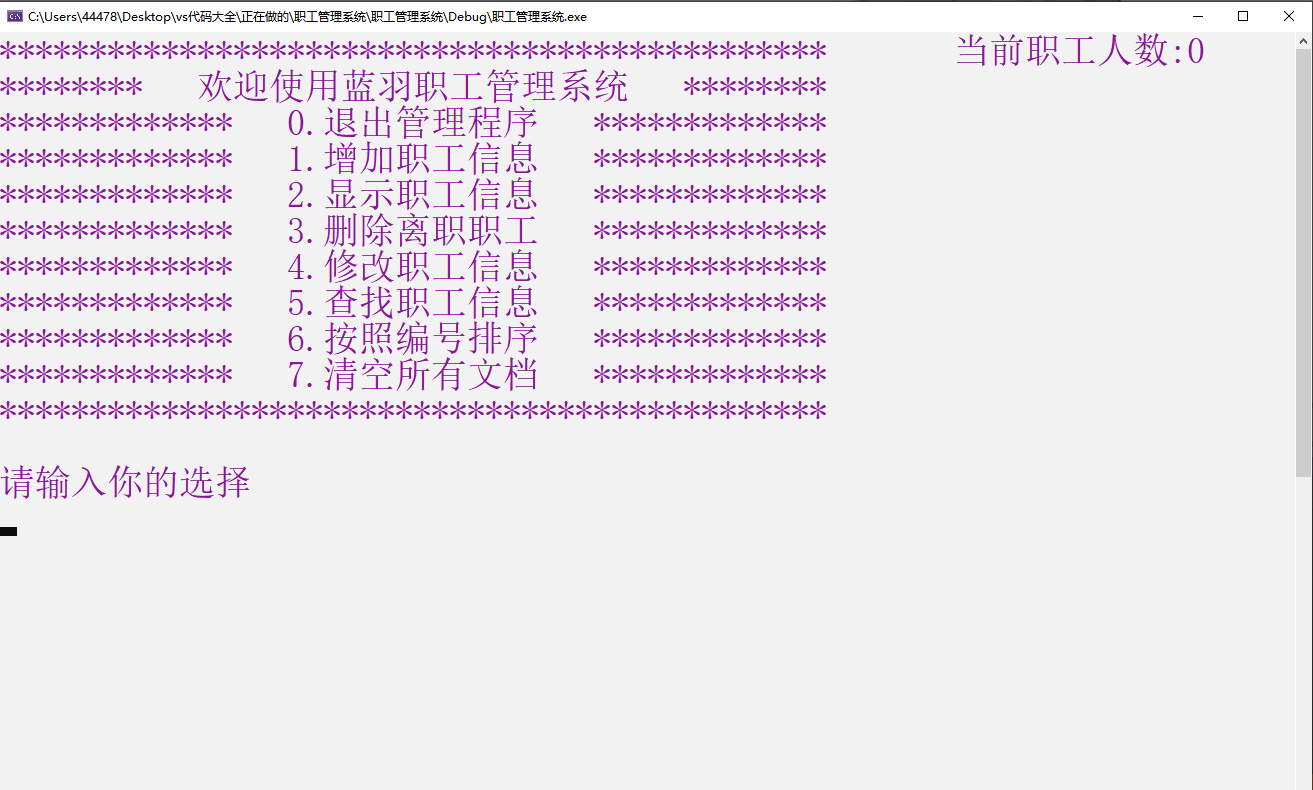 C:\Users\44478\Desktop\vs代码大全\正在做的\职工管理系统\职工管理系统\Debug\职工管理系统.exe
********************************************** 当前职工人数:0
******** 欢迎使用蓝羽职工管理系统 ********
************* 0.退出管理程序 *************
************* 1.增加职工信息 *************
************* 2.显示职工信息 *************
************* 3.删除离职职工 *************
************* 4.修改职工信息 *************
************* 5.查找职工信息 *************
************* 6.按照编号排序 *************
************* 7.清空所有文档 *************
**********************************************
请输入你的选择